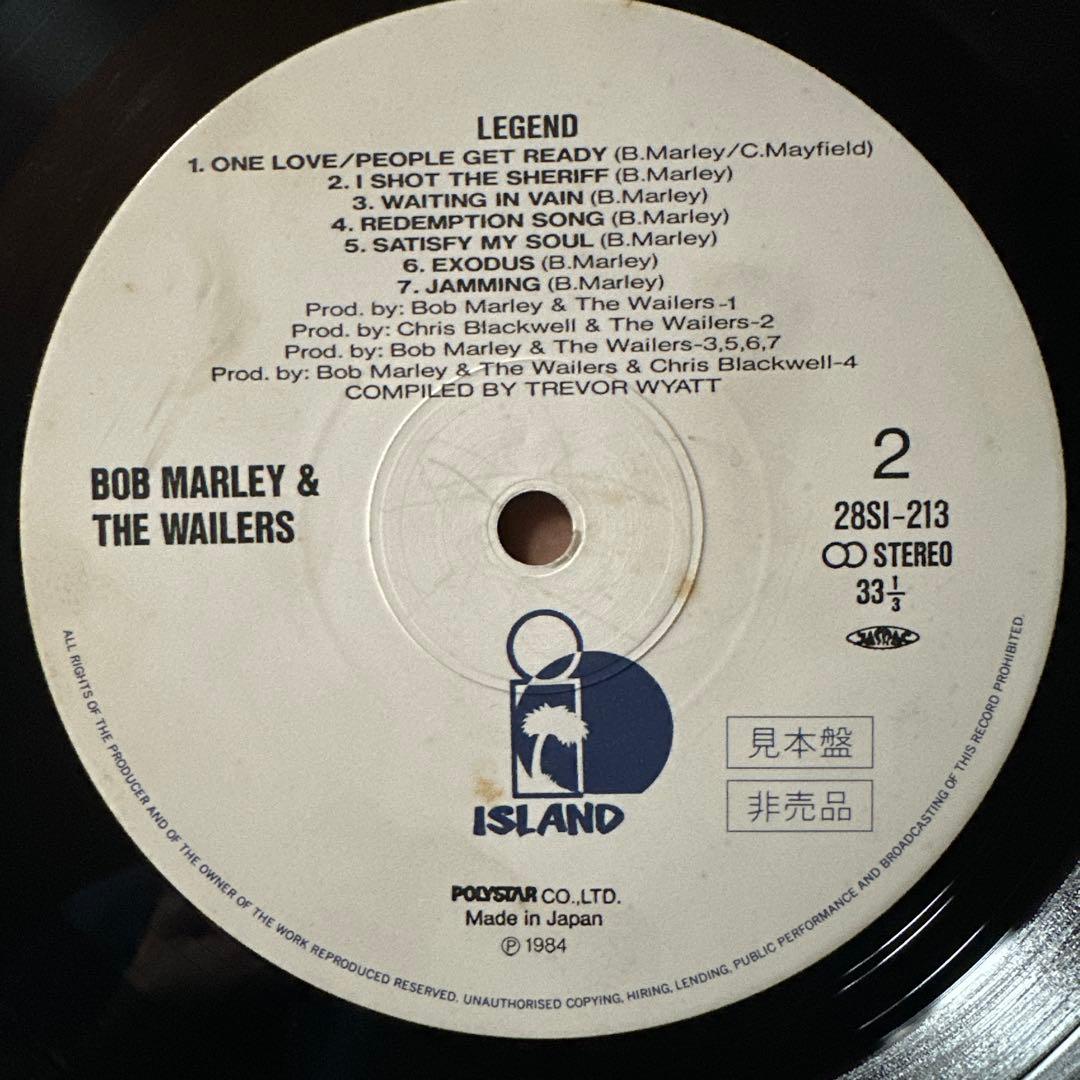 LEGEND
1. ONE LOVE/PEOPLE GET READY (B.Marley/C.Mayfield)
2. I SHOT THE SHERIFF (B.Marley)
3. WAITING IN VAIN (B.Marley)
4. REDEMPTION SONG (B.Marley)
5. SATISFY MY SOUL (B.Marley)
6. EXODUS (B.Marley)
7. JAMMING (B.Marley)
Prod. by: Bob Marley & The Wailers-1
Prod. by: Chris Blackwell & The Wailers-2
Prod. by: Bob Marley & The Wailers-3,5,6,7
Prod. by: Bob Marley & The Wailers & Chris Blackwell-4
COMPILED BY TREVOR WYATT
BOB MARLEY &
THE WAILERS
2
28SI-213
STEREO
33 1/3
JASRAC
見本盤
非売品
ISLAND
POLYSTAR CO.,LTD.
Made in Japan
℗ 1984
ALL RIGHTS OF THE PRODUCER AND OF THE OWNER OF THE WORK REPRODUCED RESERVED. UNAUTHORISED COPYING, HIRING, LENDING, PUBLIC PERFORMANCE AND BROADCASTING OF THIS RECORD PROHIBITED.